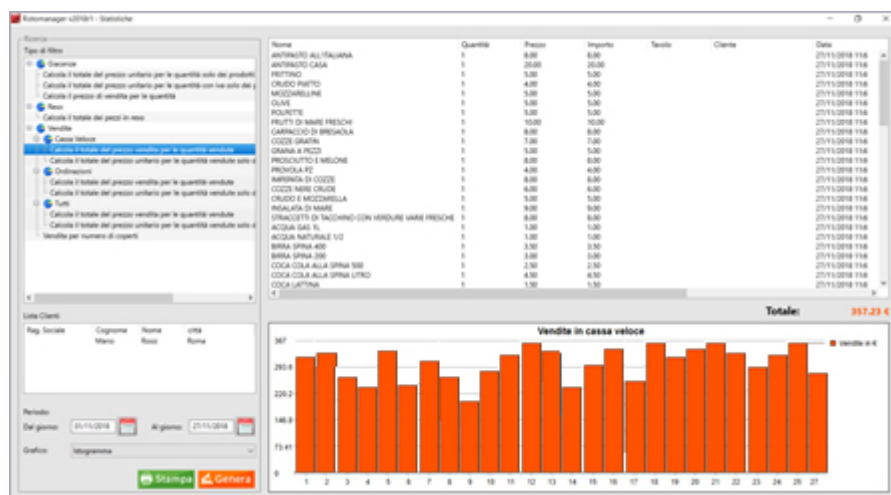 Rotomanager v2018/1 - Statistiche
Ricerca
Tipo di filtro
Giacenze
Calcola il totale del prezzo unitario per le quantità solo dei prodotti
Calcola il totale del prezzo unitario per le quantità con iva solo dei
Calcola il prezzo di vendita per le quantità
Reso
Calcola il totale dei pezzi in reso
Vendite
Cassa Veloce
Calcola il totale del prezzo vendita per le quantità vendute
Calcola il totale del prezzo unitario per le quantità vendute solo
Ordinazioni
Calcola il totale del prezzo vendita per le quantità vendute
Calcola il totale del prezzo unitario per le quantità vendute solo
Tutti
Calcola il totale del prezzo vendita per le quantità vendute
Calcola il totale del prezzo unitario per le quantità vendute solo
Vendita per numero di coperti
Lista Clienti
Rag. Sociale Cognome Nome città
Mario Rossi Roma
Periodo
Dal giorno: 01/11/2018 Al giorno: 27/11/2018
Grafico: Istogramma
Stampa Genera
Nome Quantità Prezzo Importo Tavolo Cliente Data
ANTIPASTO ALL'ITALIANA 1 8.00 8.00 27/11/2018 11:6
ANTIPASTO CASA 1 20.00 20.00 27/11/2018 11:6
FRITTINO 1 5.00 5.00 27/11/2018 11:6
CRUDO PIATTO 1 4.00 4.00 27/11/2018 11:6
MOZZARELLINE 1 5.00 5.00 27/11/2018 11:6
OLIVE 1 5.00 5.00 27/11/2018 11:6
POLPETTE 1 5.00 5.00 27/11/2018 11:6
FRUTTI DI MARE FRESCHI 1 10.00 10.00 27/11/2018 11:6
CARPACCIO DI BRESAOLA 1 8.00 8.00 27/11/2018 11:6
COZZE GRATIN 1 7.00 7.00 27/11/2018 11:6
GRANA A PEZZI 1 5.00 5.00 27/11/2018 11:6
PROSCIUTTO E MELONE 1 8.00 8.00 27/11/2018 11:6
PROVOLA PZ 1 4.00 4.00 27/11/2018 11:6
IMPEPATA DI COZZE 1 8.00 8.00 27/11/2018 11:6
COZZE NERE CRUDE 1 6.00 6.00 27/11/2018 11:6
CRUDO E MOZZARELLA 1 5.00 5.00 27/11/2018 11:6
INSALATA DI MARE 1 9.00 9.00 27/11/2018 11:6
STRACCETTI DI TACCHINO CON VERDURE VARIE FRESCHE 1 8.00 8.00 27/11/2018 11:6
ACQUA GAS 1L 1 1.00 1.00 27/11/2018 11:6
ACQUA NATURALE 1/2 1 1.00 1.00 27/11/2018 11:6
BIRRA SPINA 400 1 3.50 3.50 27/11/2018 11:6
BIRRA SPINA 200 1 3.00 3.00 27/11/2018 11:6
COCA COLA ALLA SPINA 500 1 2.50 2.50 27/11/2018 11:6
COCA COLA ALLA SPINA LITRO 1 4.50 4.50 27/11/2018 11:6
COCA LATTINA 1 1.50 1.50 27/11/2018 11:6
Totale: 357.23 €
Vendite in cassa veloce
367
293.6
220.2
146.8
73.41
0
1 2 3 4 5 6 7 8 9 10 11 12 13 14 15 16 17 18 19 20 21 22 23 24 25 27
Vendite in €